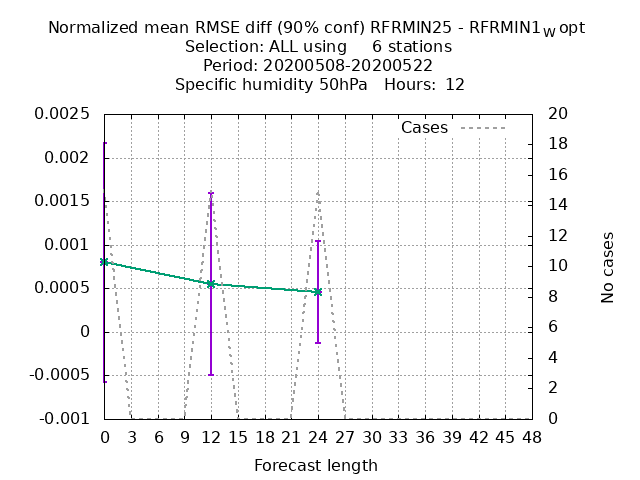 Normalized mean RMSE diff (90% conf) RFRMIN25 - RFRMIN1_W opt
Selection: ALL using     6 stations
Period: 20200508-20200522
Specific humidity 50hPa   Hours:  12
Cases
0.0025
0.002
0.0015
0.001
0.0005
0
-0.0005
-0.001
20
18
16
14
12
10
8
6
4
2
0
No cases
0 3 6 9 12 15 18 21 24 27 30 33 36 39 42 45 48
Forecast length